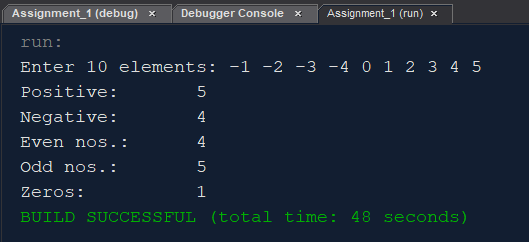 Assignment_1 (debug) × Debugger Console × Assignment_1 (run) ×
run:
Enter 10 elements: -1 -2 -3 -4 0 1 2 3 4 5
Positive: 5
Negative: 4
Even nos.: 4
Odd nos.: 5
Zeros: 1
BUILD SUCCESSFUL (total time: 48 seconds)